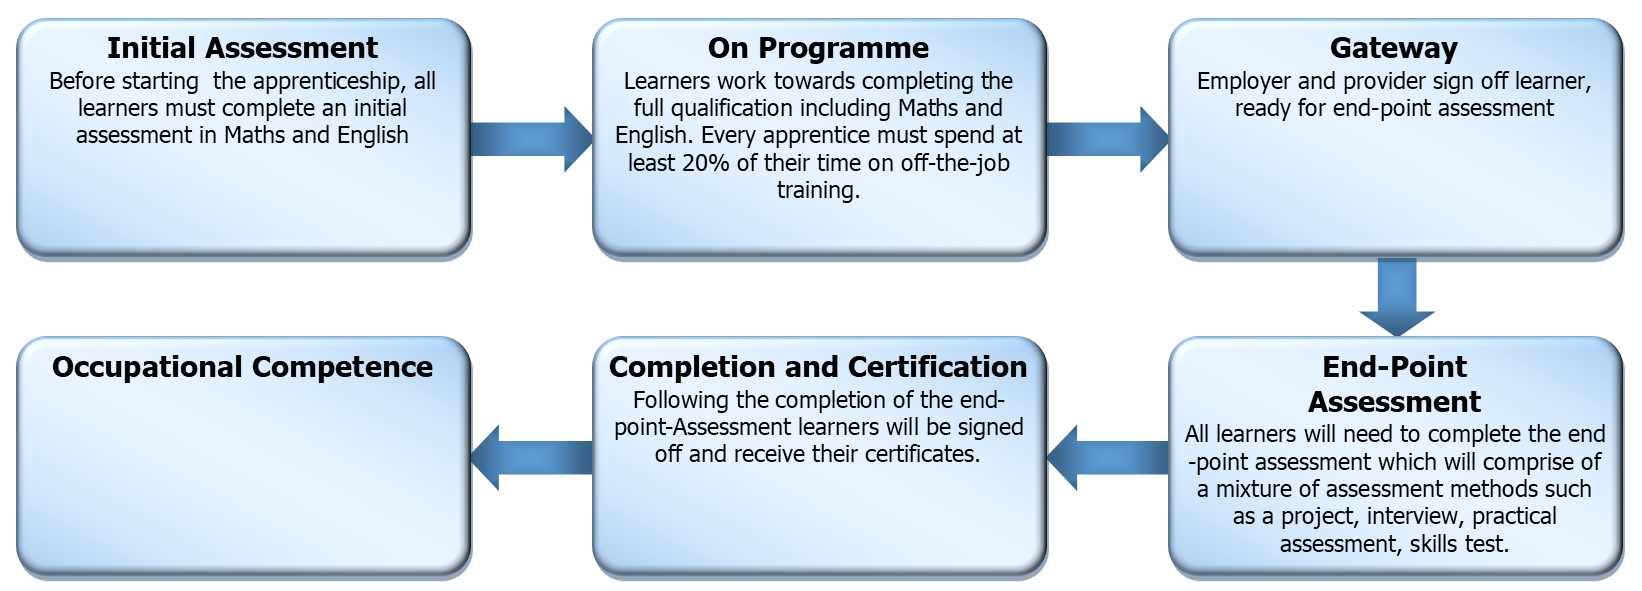 Initial Assessment
Before starting  the apprenticeship, all
learners must complete an initial
assessment in Maths and English
On Programme
Learners work towards completing the
full qualification including Maths and
English. Every apprentice must spend at
least 20% of their time on off-the-job
training.
Gateway
Employer and provider sign off learner,
ready for end-point assessment
End-Point
Assessment
All learners will need to complete the end
-point assessment which will comprise of
a mixture of assessment methods such
as a project, interview, practical
assessment, skills test.
Completion and Certification
Following the completion of the end-
point-Assessment learners will be signed
off and receive their certificates.
Occupational Competence